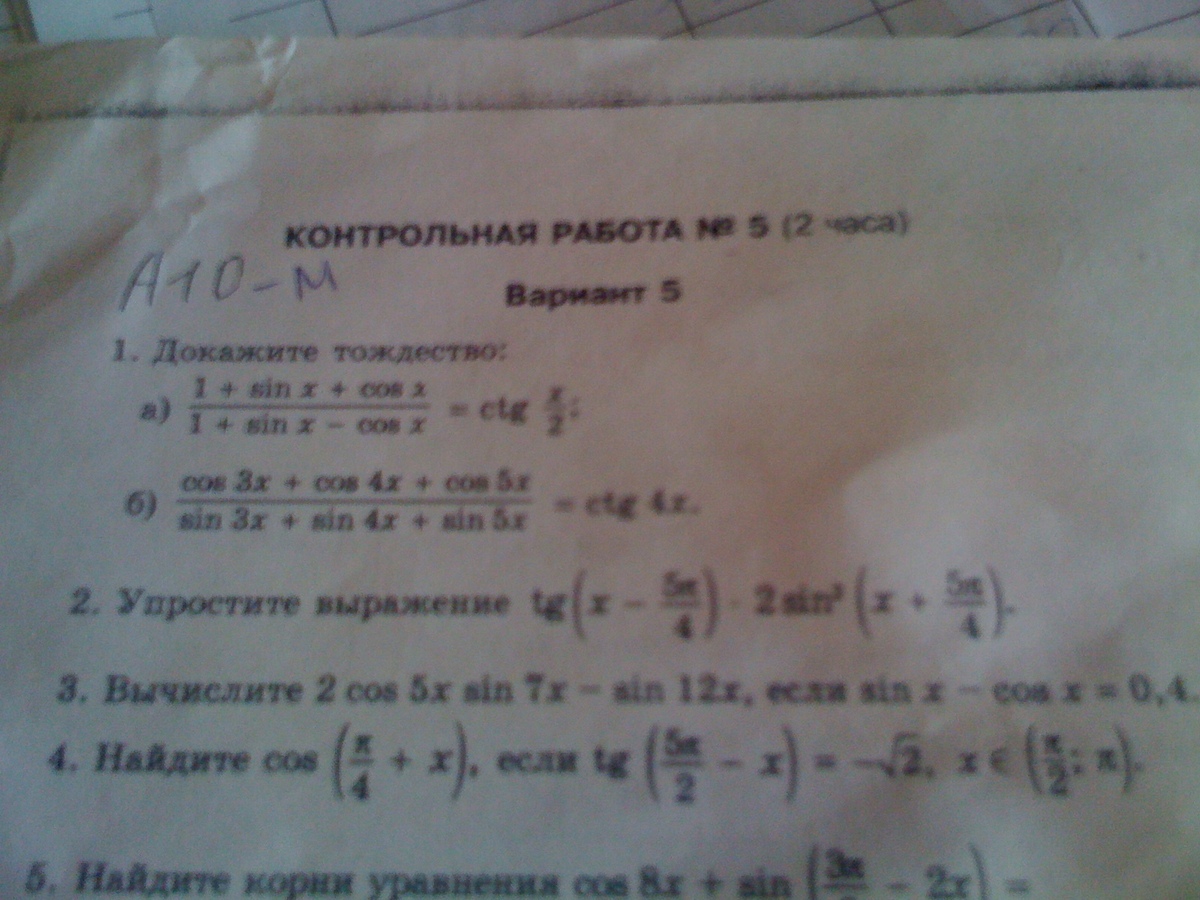 КОНТРОЛЬНАЯ РАБОТА № 5 (2 часа)
А10-М
Вариант 5
1. Докажите тождество:
а) (1 + sin x + cos x)/(1 + sin x − cos x) = ctg x/2;
б) (cos 3x + cos 4x + cos 5x)/(sin 3x + sin 4x + sin 5x) = ctg 4x.
2. Упростите выражение tg(x − 5π/4) · 2 sin² (x + 5π/4).
3. Вычислите 2 cos 5x sin 7x − sin 12x, если sin x − cos x = 0,4.
4. Найдите cos (π/4 + x), если tg (5π/2 − x) = −√2, x ∈ (π/2; π).
5. Найдите корни уравнения cos 8x + sin (3π/ − 2x) =